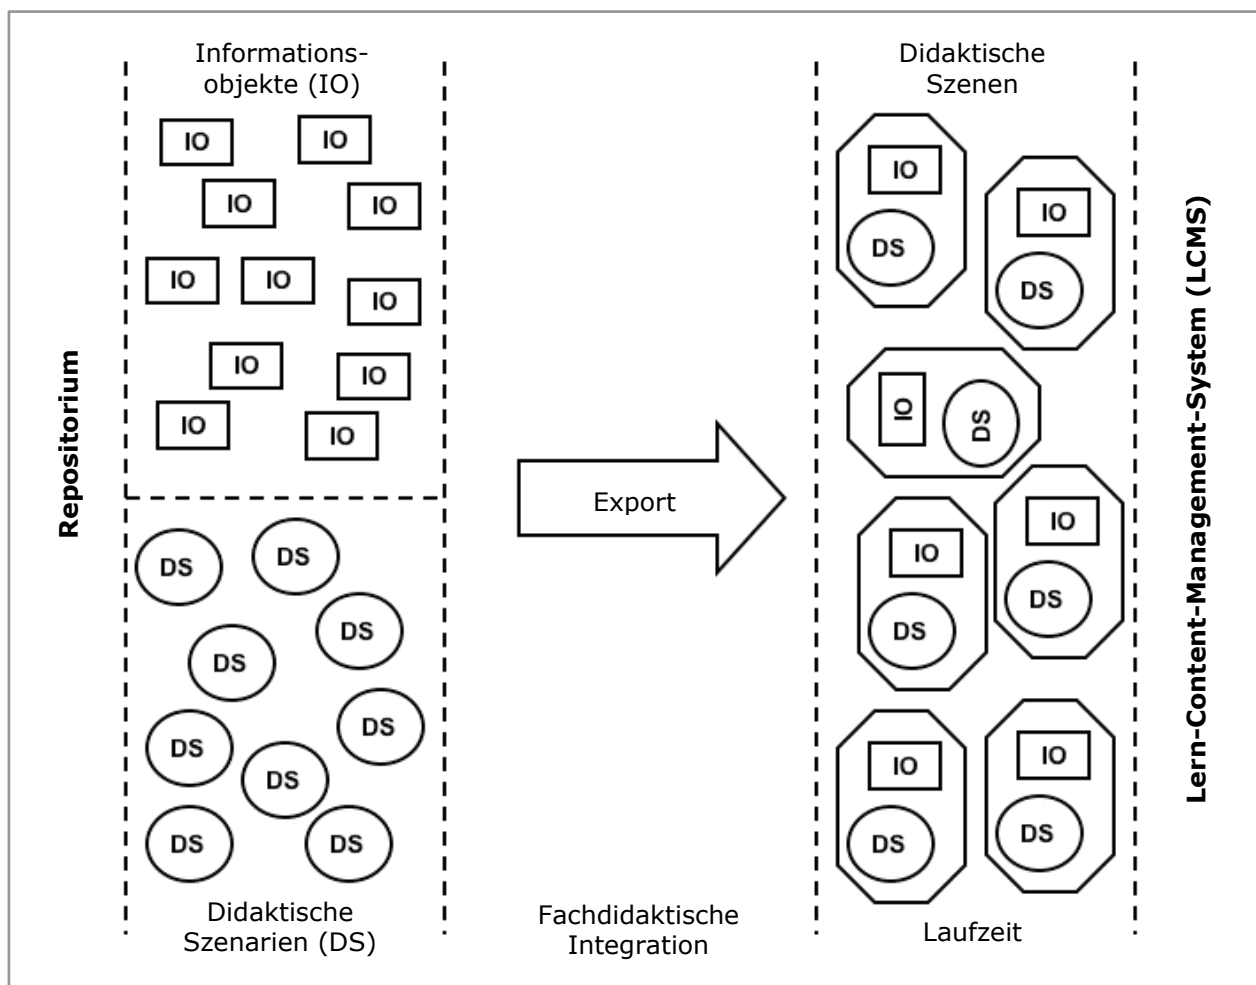 Repositorium
Informations-
objekte (IO)
IO
IO
IO
IO
IO
IO
IO
IO
IO
IO
IO
DS
DS
DS
DS
DS
DS
DS
DS
DS
Didaktische
Szenarien (DS)
Export
Fachdidaktische
Integration
Didaktische
Szenen
IO
DS
IO
DS
IO
DS
IO
DS
IO
DS
IO
DS
IO
DS
Laufzeit
Lern-Content-Management-System (LCMS)